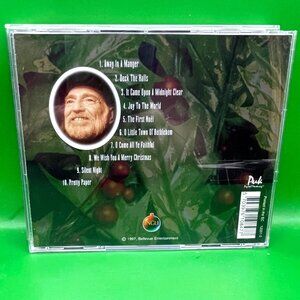 1. Away In A Manger
2. Deck The Halls
3. It Came Upon A Midnight Clear
4. Joy To The World
5. The First Noël
6. O Little Town Of Bethlehem
7. O Come All Ye Faithful
8. We Wish You A Merry Christmas
9. Silent Night
10. Pretty Paper
© 1997, Bellevue Entertainment